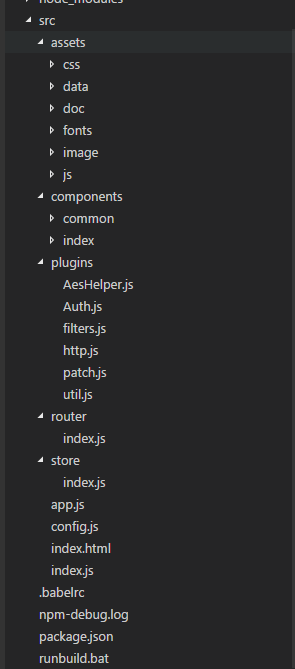 node_modules
src
assets
css
data
doc
fonts
image
js
components
common
index
plugins
AesHelper.js
Auth.js
filters.js
http.js
patch.js
util.js
router
index.js
store
index.js
app.js
config.js
index.html
index.js
.babelrc
npm-debug.log
package.json
runbuild.bat